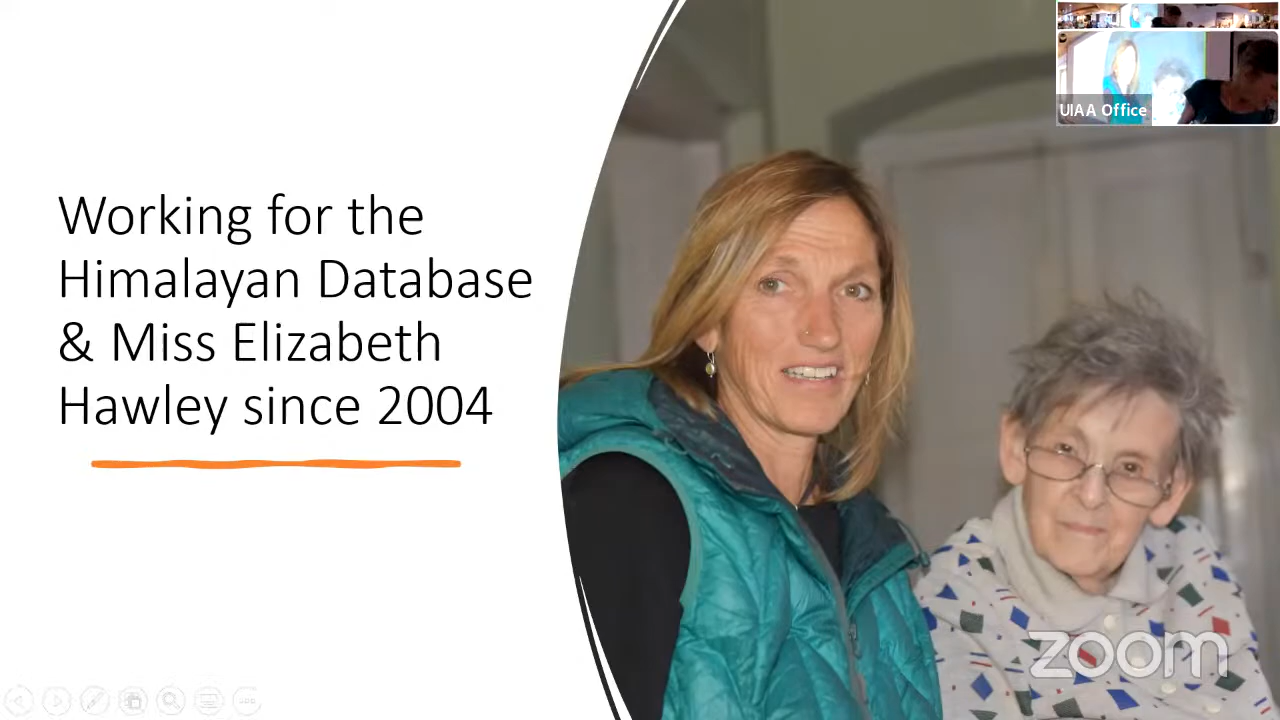 Working for the
Himalayan Database
& Miss Elizabeth
Hawley since 2004
UIAA Office
zoom